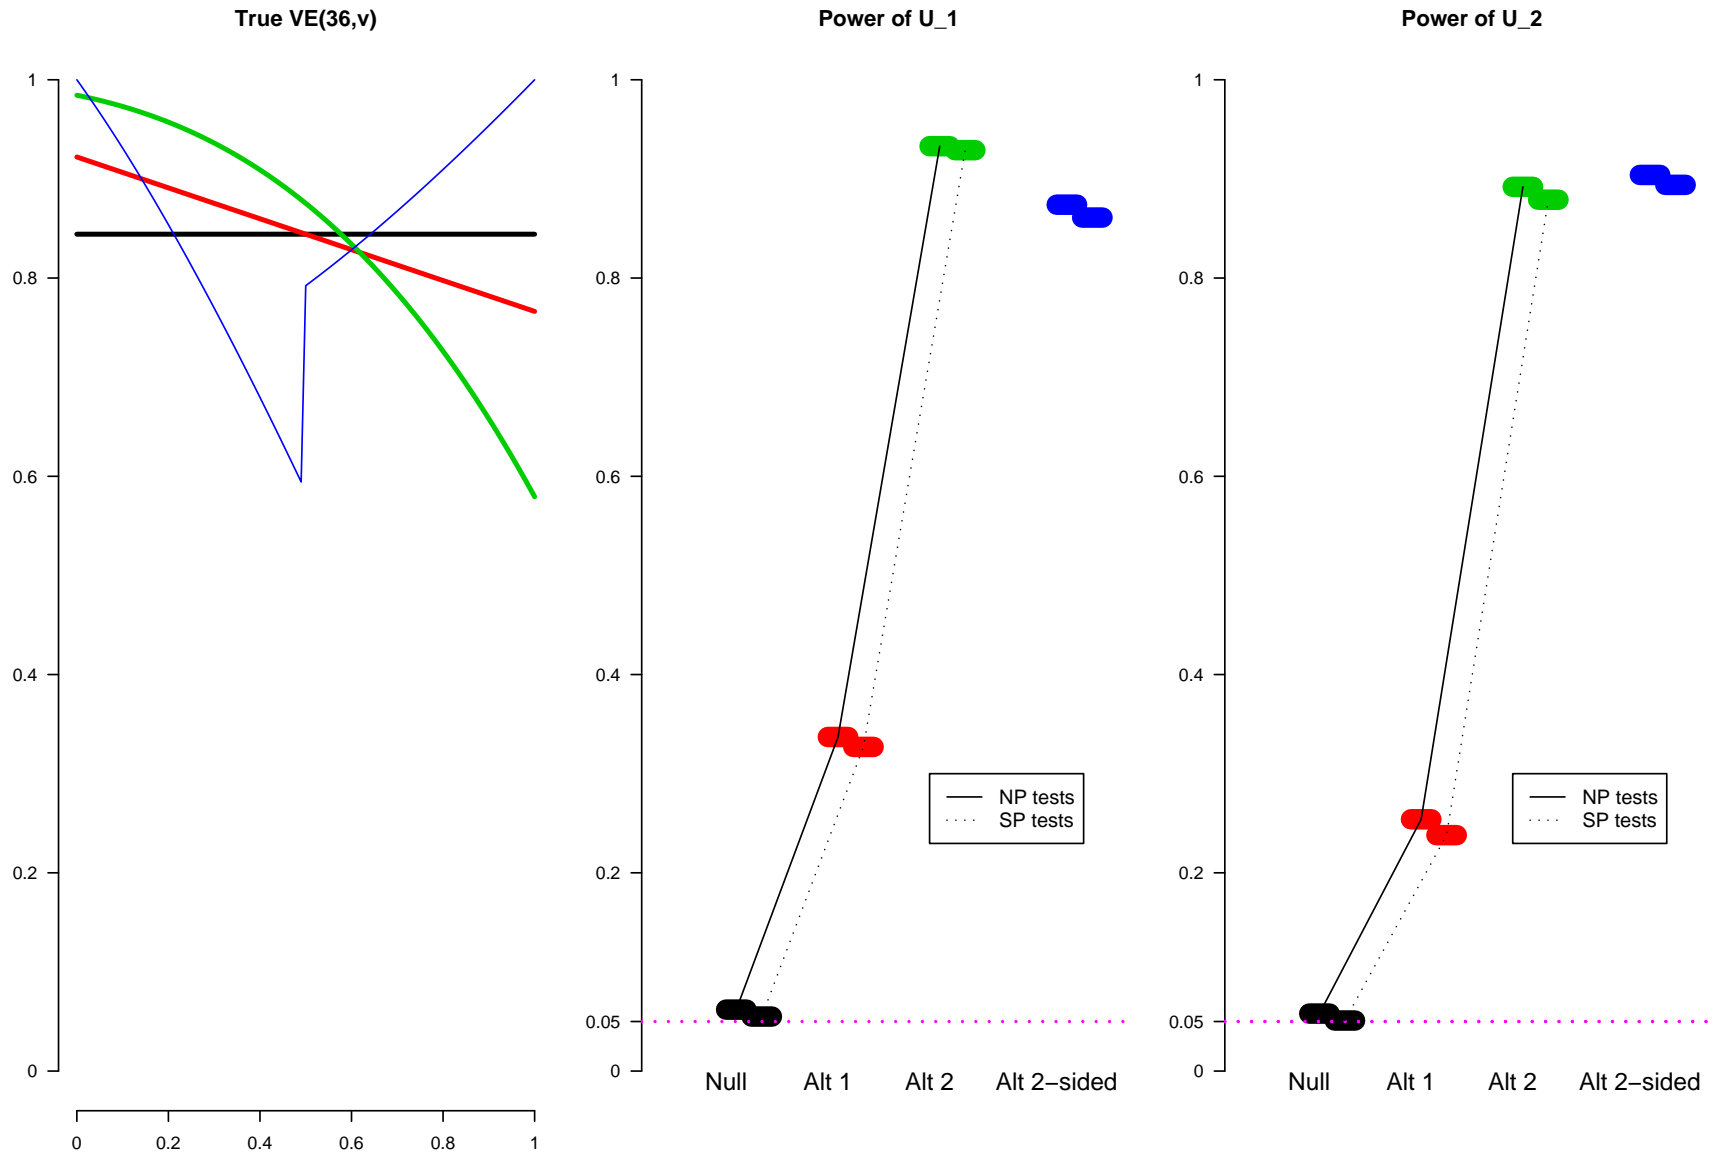 True VE(36,v)
1
0.8
0.6
0.4
0.2
0
0 0.2 0.4 0.6 0.8 1
Power of U_1
1
0.8
0.6
0.4
0.2
0.05
0
NP tests
SP tests
Null Alt 1 Alt 2 Alt 2−sided
Power of U_2
1
0.8
0.6
0.4
0.2
0.05
0
NP tests
SP tests
Null Alt 1 Alt 2 Alt 2−sided